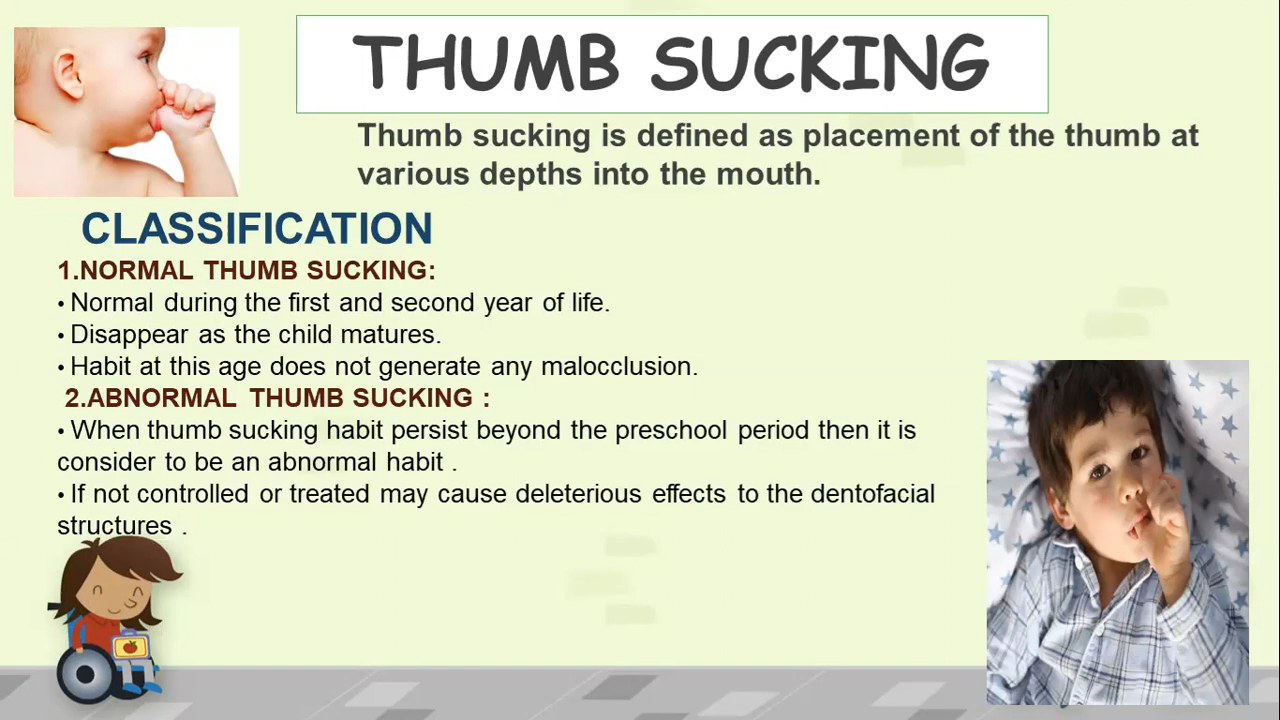 THUMB SUCKING
Thumb sucking is defined as placement of the thumb at
various depths into the mouth.
CLASSIFICATION
1.NORMAL THUMB SUCKING:
• Normal during the first and second year of life.
• Disappear as the child matures.
• Habit at this age does not generate any malocclusion.
2.ABNORMAL THUMB SUCKING :
• When thumb sucking habit persist beyond the preschool period then it is
consider to be an abnormal habit .
• If not controlled or treated may cause deleterious effects to the dentofacial
structures .